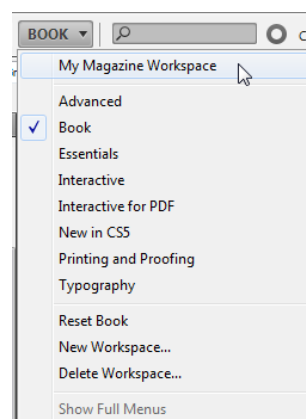 BOOK
My Magazine Workspace
Advanced
Book
Essentials
Interactive
Interactive for PDF
New in CS5
Printing and Proofing
Typography
Reset Book
New Workspace...
Delete Workspace...
Show Full Menus